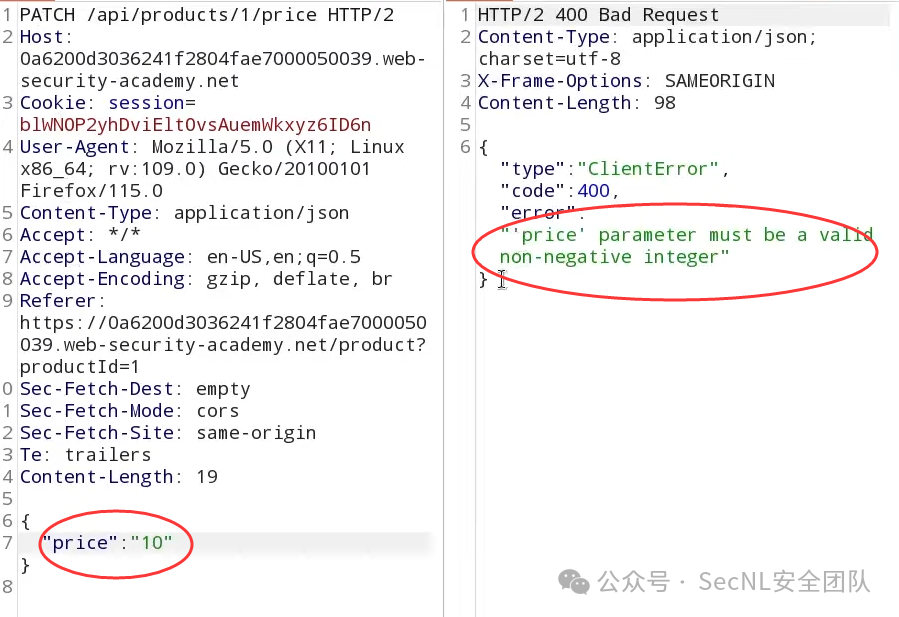 1 PATCH /api/products/1/price HTTP/2
2 Host:
0a6200d3036241f2804fae7000050039.web-
security-academy.net
3 Cookie: session=
blWNOP2yhDviEltOvsAuemWkxyz6ID6n
4 User-Agent: Mozilla/5.0 (X11; Linux
x86_64; rv:109.0) Gecko/20100101
Firefox/115.0
5 Content-Type: application/json
6 Accept: */*
7 Accept-Language: en-US,en;q=0.5
8 Accept-Encoding: gzip, deflate, br
9 Referer:
https://0a6200d3036241f2804fae7000050
039.web-security-academy.net/product?
productId=1
0 Sec-Fetch-Dest: empty
1 Sec-Fetch-Mode: cors
2 Sec-Fetch-Site: same-origin
3 Te: trailers
4 Content-Length: 19
5
6 {
7 "price":"10"
}
8
1 HTTP/2 400 Bad Request
2 Content-Type: application/json;
charset=utf-8
3 X-Frame-Options: SAMEORIGIN
4 Content-Length: 98
5
6 {
"type":"ClientError",
"code":400,
"error":
"'price' parameter must be a valid
non-negative integer"
}
公众号 · SecNL安全团队